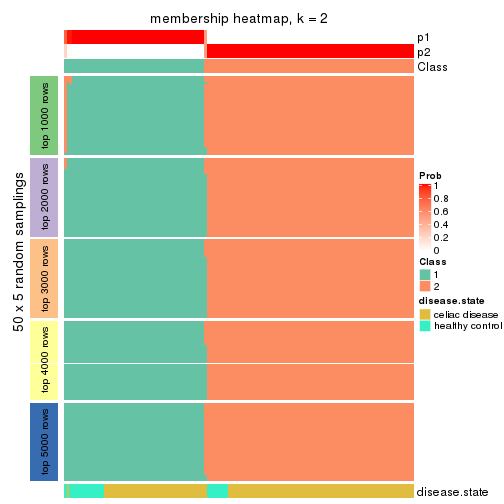 membership heatmap, k = 2
p1
p2
Class
50 x 5 random samplings
top 1000 rows
top 2000 rows
top 3000 rows
top 4000 rows
top 5000 rows
Prob
1
0.8
0.6
0.4
0.2
0
Class
1
2
disease.state
celiac disease
healthy control
disease.state